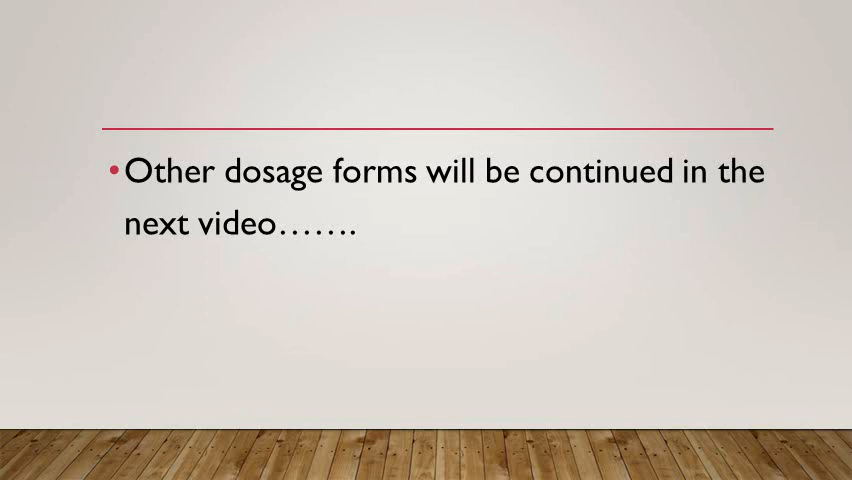 •Other dosage forms will be continued in the
next video…….